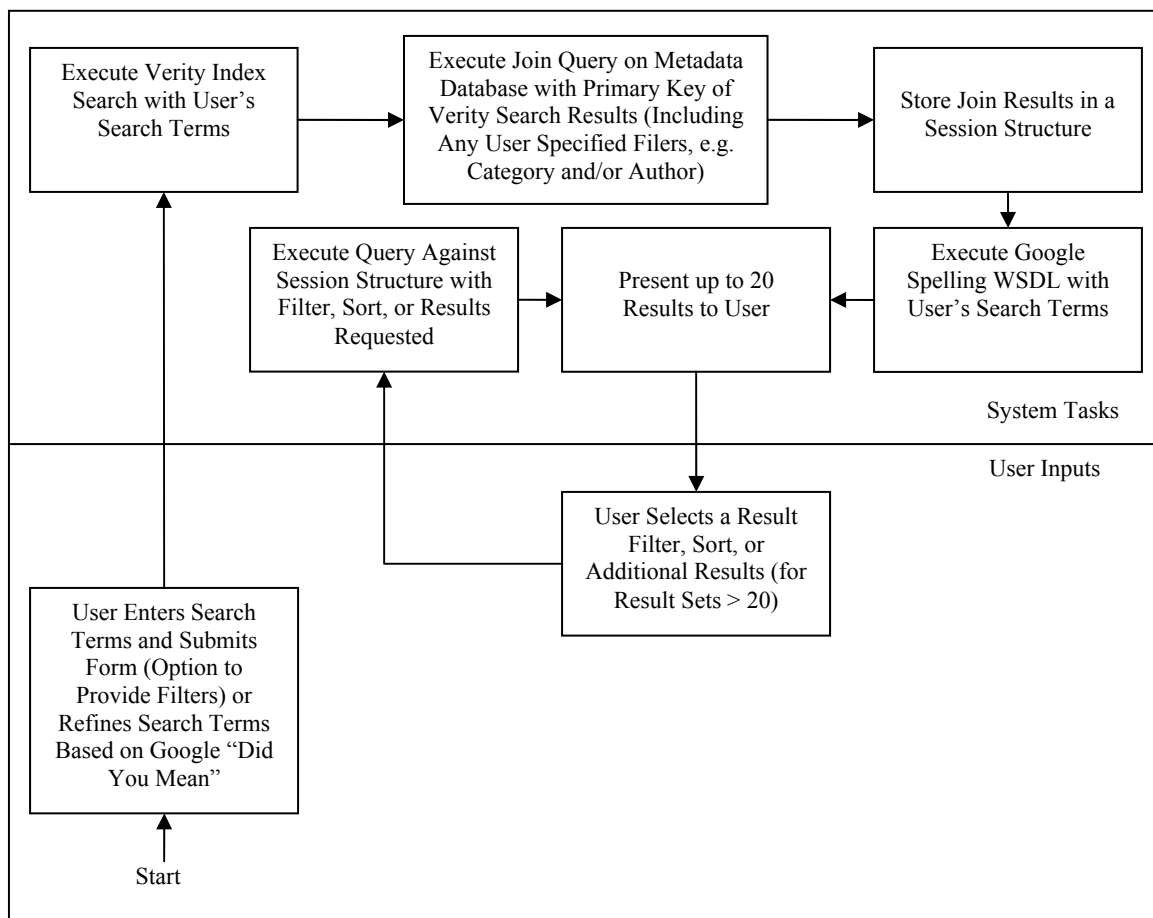 Execute Verity Index
Search with User’s
Search Terms
Execute Join Query on Metadata
Database with Primary Key of
Verity Search Results (Including
Any User Specified Filers, e.g.
Category and/or Author)
Store Join Results in a
Session Structure
Execute Query Against
Session Structure with
Filter, Sort, or Results
Requested
Present up to 20
Results to User
Execute Google
Spelling WSDL with
User’s Search Terms
System Tasks
User Inputs
User Selects a Result
Filter, Sort, or
Additional Results (for
Result Sets > 20)
User Enters Search
Terms and Submits
Form (Option to
Provide Filters) or
Refines Search Terms
Based on Google “Did
You Mean”
Start